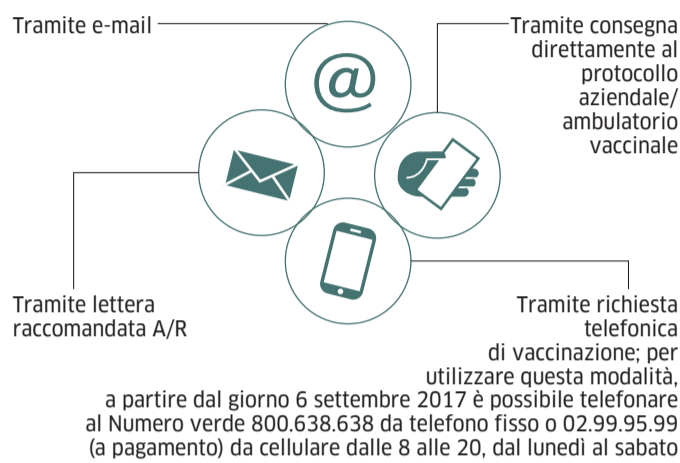 Tramite e-mail
@
Tramite consegna
direttamente al
protocollo
aziendale/
ambulatorio
vaccinale
Tramite lettera
raccomandata A/R
Tramite richiesta
telefonica
di vaccinazione; per
utilizzare questa modalità,
a partire dal giorno 6 settembre 2017 è possibile telefonare
al Numero verde 800.638.638 da telefono fisso o 02.99.95.99
(a pagamento) da cellulare dalle 8 alle 20, dal lunedì al sabato